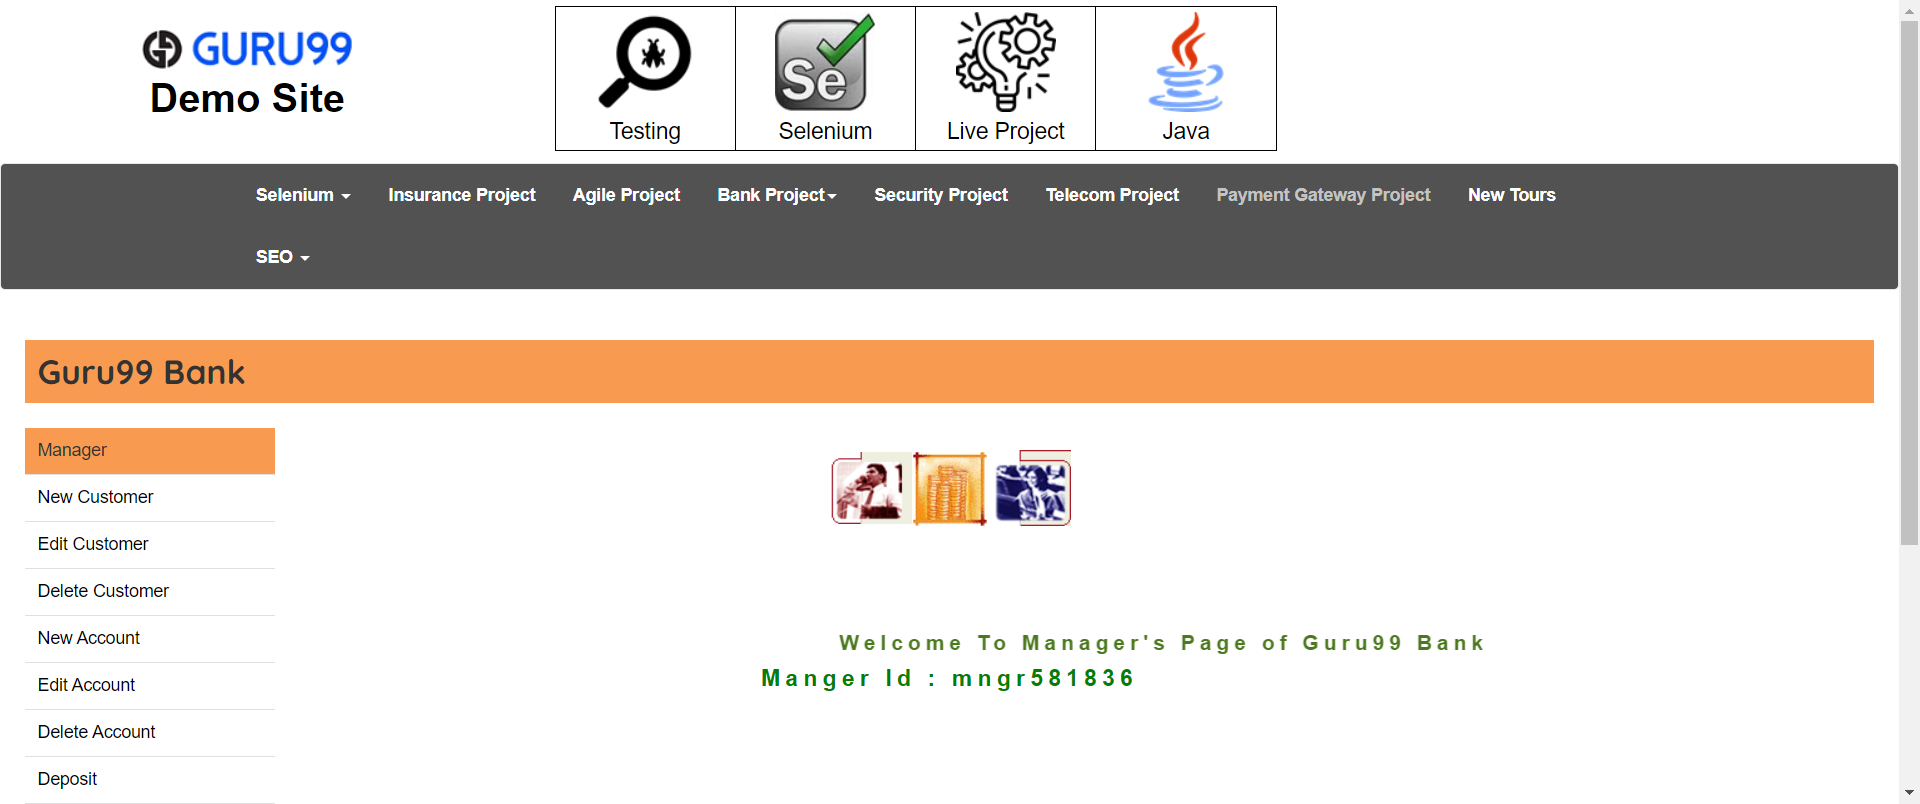 GURU99
Demo Site
Se
Testing
Selenium
Live Project
Java
Selenium
Insurance Project
Agile Project
Bank Project
Security Project
Telecom Project
Payment Gateway Project
New Tours
SEO
Guru99 Bank
Manager
New Customer
Edit Customer
Delete Customer
New Account
Edit Account
Delete Account
Deposit
Welcome To Manager's Page of Guru99 Bank
Manger Id : mngr581836